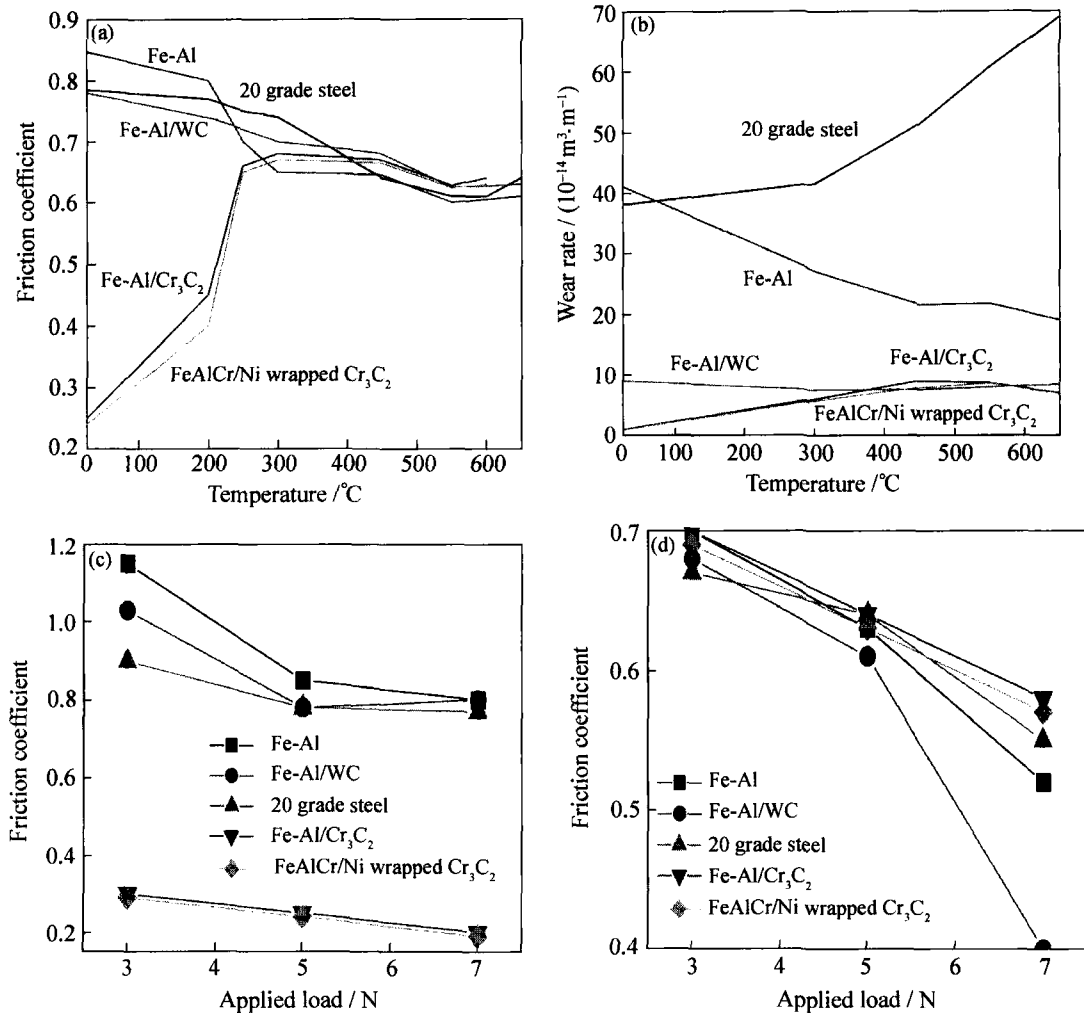 (a)
0.9
0.8
0.7
0.6
0.5
0.4
0.3
0.2
Friction coefficient
Fe-Al
20 grade steel
Fe-Al/WC
Fe-Al/Cr₃C₂
FeAlCr/Ni wrapped Cr₃C₂
0 100 200 300 400 500 600
Temperature /°C
(b)
70
60
50
40
30
20
10
0
Wear rate / (10⁻¹⁴ m³·m⁻¹)
20 grade steel
Fe-Al
Fe-Al/WC
Fe-Al/Cr₃C₂
FeAlCr/Ni wrapped Cr₃C₂
0 100 200 300 400 500 600
Temperature /°C
(c)
1.2
1.0
0.8
0.6
0.4
0.2
Friction coefficient
Fe-Al
Fe-Al/WC
20 grade steel
Fe-Al/Cr₃C₂
FeAlCr/Ni wrapped Cr₃C₂
3 4 5 6 7
Applied load / N
(d)
0.7
0.6
0.5
0.4
Friction coefficient
Fe-Al
Fe-Al/WC
20 grade steel
Fe-Al/Cr₃C₂
FeAlCr/Ni wrapped Cr₃C₂
3 4 5 6 7
Applied load / N